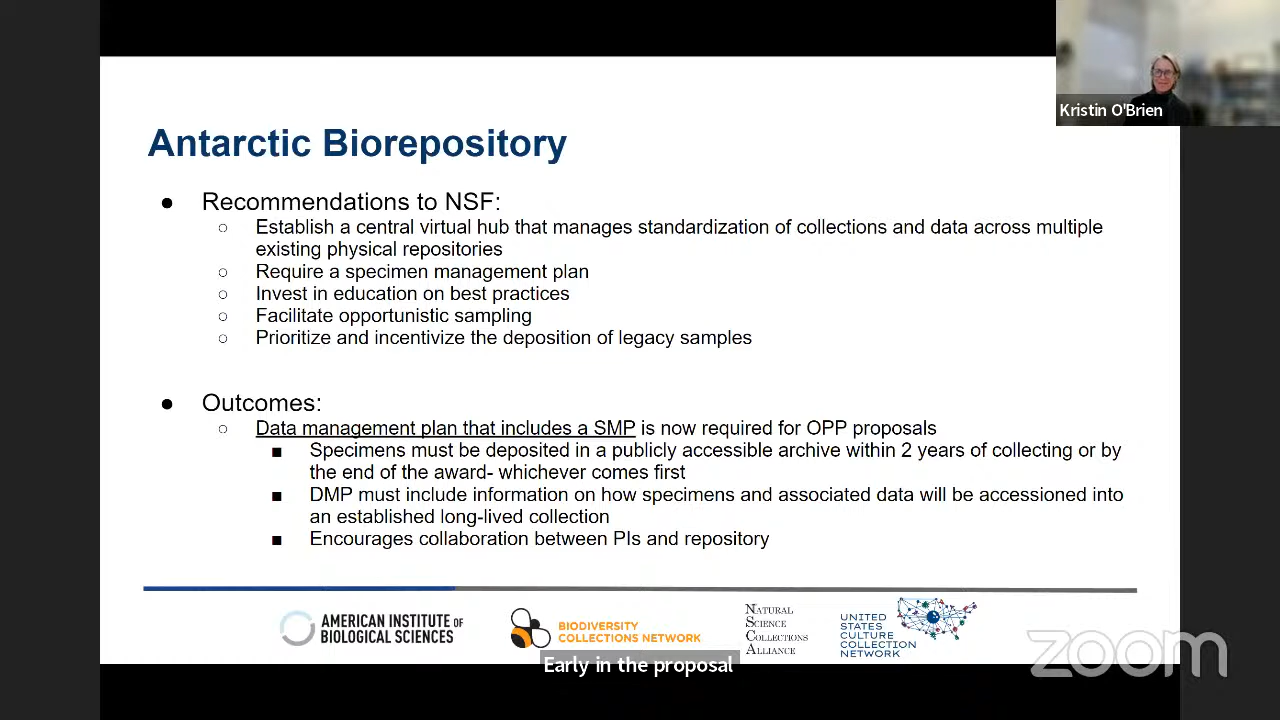 Kristin O'Brien
Antarctic Biorepository
● Recommendations to NSF:
○ Establish a central virtual hub that manages standardization of collections and data across multiple
existing physical repositories
○ Require a specimen management plan
○ Invest in education on best practices
○ Facilitate opportunistic sampling
○ Prioritize and incentivize the deposition of legacy samples
● Outcomes:
○ Data management plan that includes a SMP is now required for OPP proposals
■ Specimens must be deposited in a publicly accessible archive within 2 years of collecting or by
the end of the award- whichever comes first
■ DMP must include information on how specimens and associated data will be accessioned into
an established long-lived collection
■ Encourages collaboration between PIs and repository
AMERICAN INSTITUTE of
BIOLOGICAL SCIENCES
BIODIVERSITY
COLLECTIONS NETWORK
NATURAL
SCIENCE
COLLECTIONS
ALLIANCE
UNITED
STATES
CULTURE
COLLECTION
NETWORK
zoom
Early in the proposal